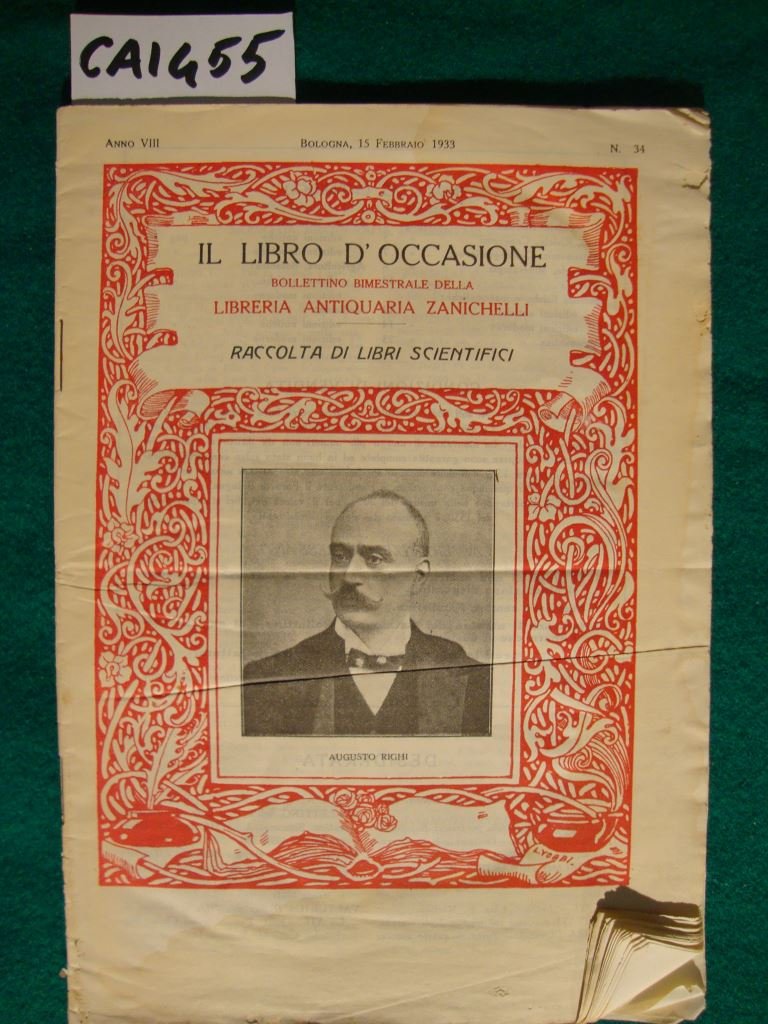 CAI455
ANNO VIII
BOLOGNA, 15 FEBBRAIO 1933
N. 34
IL LIBRO D'OCCASIONE
BOLLETTINO BIMESTRALE DELLA
LIBRERIA ANTIQUARIA ZANICHELLI
RACCOLTA DI LIBRI SCIENTIFICI
AUGUSTO RIGHI